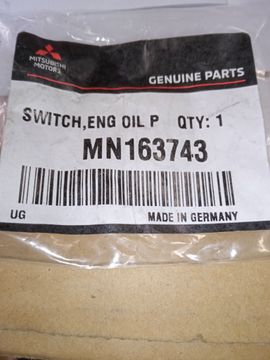 MITSUBISHI
MOTORS
GENUINE PARTS
SWITCH,ENG OIL P QTY: 1
MN163743
UG MADE IN GERMANY